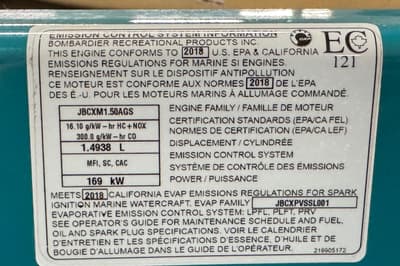 EMISSION CONTROL SYSTEM INFORMATION
BOMBARDIER RECREATIONAL PRODUCTS INC.
THIS ENGINE CONFORMS TO 2018 U.S. EPA & CALIFORNIA
EMISSIONS REGULATIONS FOR MARINE SI ENGINES
RENSEIGNEMENT SUR LE DISPOSITIF ANTIPOLLUTION
CE MOTEUR EST CONFORME AUX NORMES 2018 DE L'EPA
DES É.-U. POUR LES MOTEURS MARINS À ALLUMAGE COMMANDÉ.
EC
121
JBCXM1.50AGS ENGINE FAMILY / FAMILLE DE MOTEUR
16.10 g/kW-hr HC+NOX CERTIFICATION STANDARDS (EPA/CA FEL)
300.0 g/kW-hr CO NORMES DE CERTIFICATION (EPA/CA LEF)
1.4938 L DISPLACEMENT / CYLINDRÉE
MFI, SC, CAC EMISSION CONTROL SYSTEM
SYSTÈME DE CONTRÔLE DES ÉMISSIONS
169 kW POWER / PUISSANCE
MEETS 2018 CALIFORNIA EVAP EMISSIONS REGULATIONS FOR SPARK
IGNITION MARINE WATERCRAFT. EVAP FAMILY JBCXPVSSL001
EVAPORATIVE EMISSION CONTROL SYSTEM: LPFL, PLFT, PRV
SEE OPERATOR'S GUIDE FOR MAINTENANCE SCHEDULE AND FUEL,
OIL AND SPARK PLUG SPECIFICATIONS. VOIR LE CALENDRIER
D'ENTRETIEN ET LES SPÉCIFICATIONS D'ESSENCE, D'HUILE ET DE
BOUGIE D'ALLUMAGE DANS LE GUIDE DE L'OPÉRATEUR. 219905172